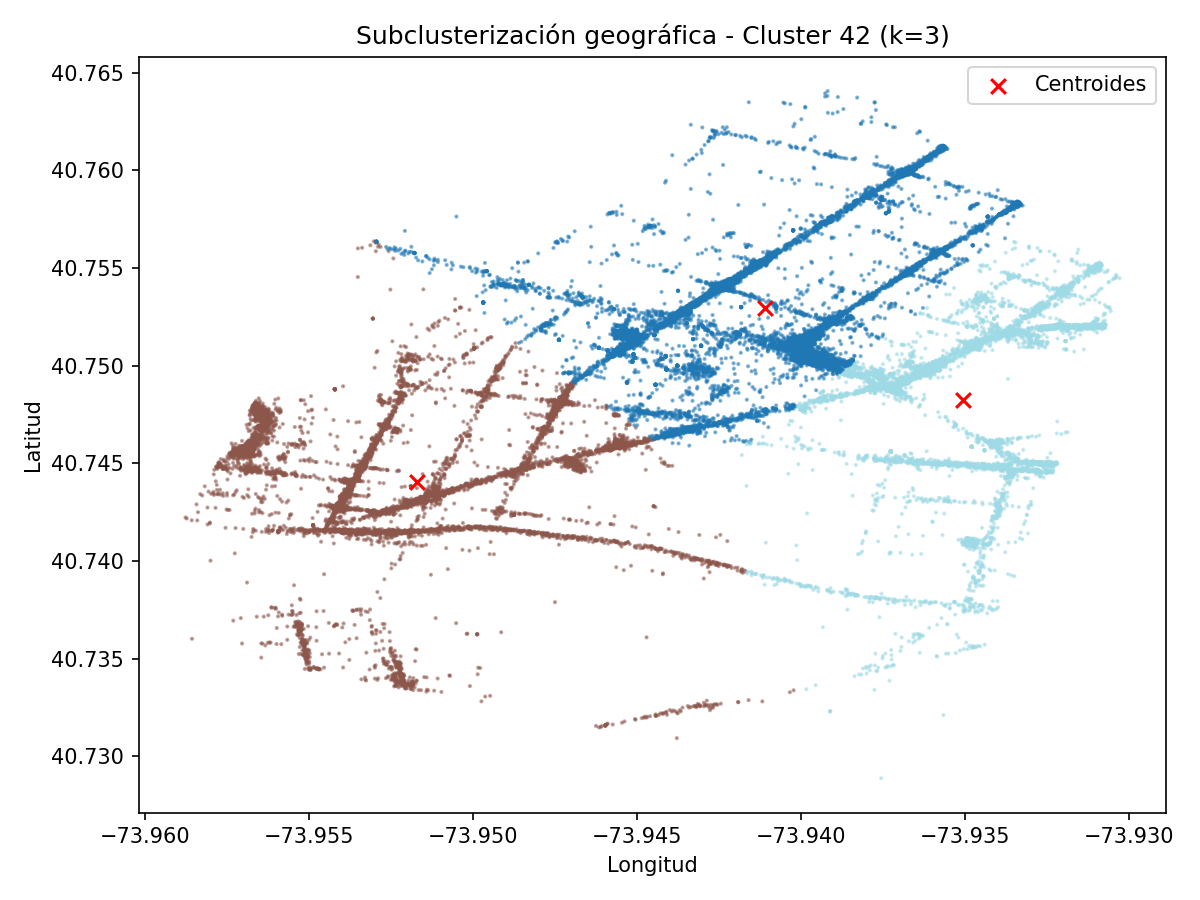 Subclusterización geográfica - Cluster 42 (k=3)
Centroides
40.765
40.760
40.755
40.750
40.745
40.740
40.735
40.730
Latitud
−73.960 −73.955 −73.950 −73.945 −73.940 −73.935 −73.930
Longitud